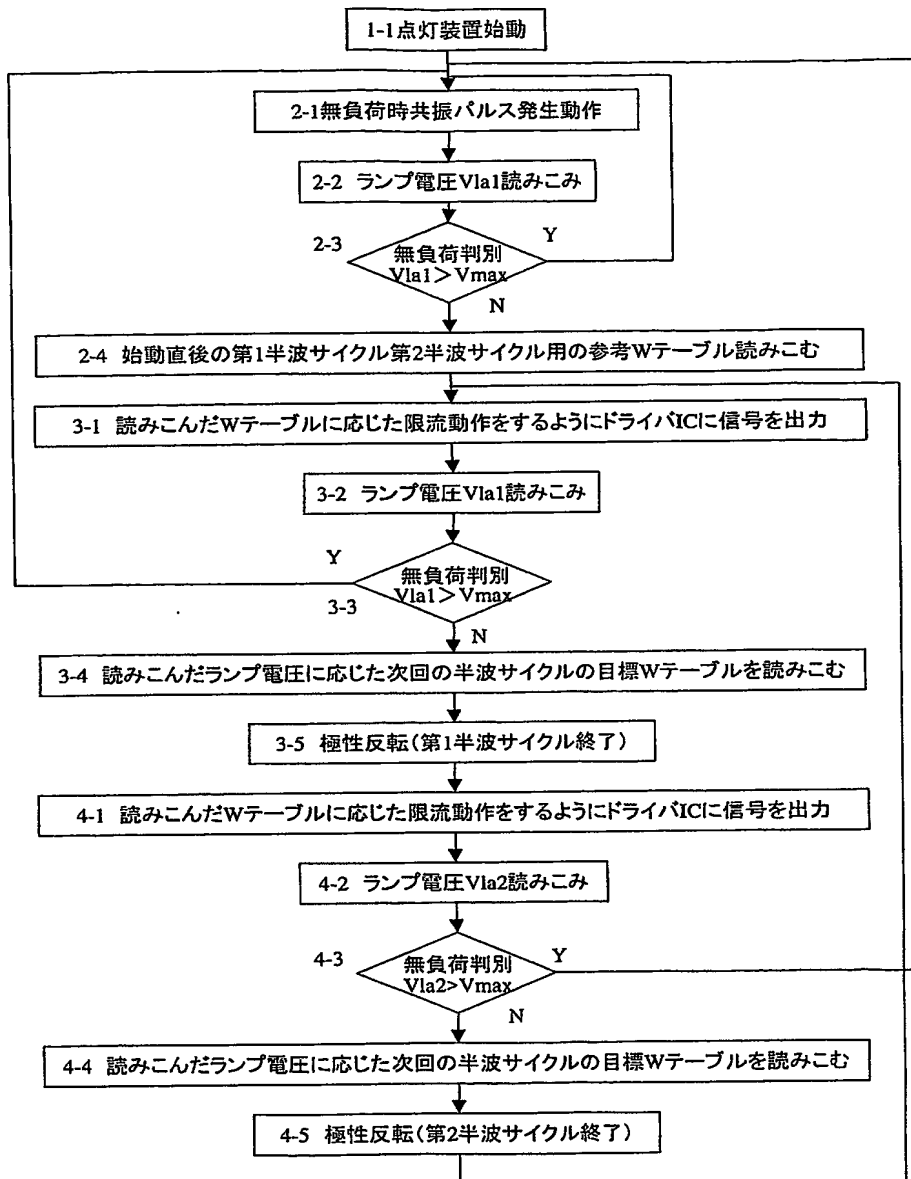 1-1点灯装置始動
2-1無負荷時共振パルス発生動作
2-2 ランプ電圧Vla1読みこみ
2-3
無負荷判別
Vla1＞Vmax
Y
N
2-4 始動直後の第1半波サイクル第2半波サイクル用の参考Wテーブル読みこむ
3-1 読みこんだWテーブルに応じた限流動作をするようにドライバICに信号を出力
3-2 ランプ電圧Vla1読みこみ
Y
無負荷判別
Vla1＞Vmax
3-3
N
3-4 読みこんだランプ電圧に応じた次回の半波サイクルの目標Wテーブルを読みこむ
3-5 極性反転(第1半波サイクル終了)
4-1 読みこんだWテーブルに応じた限流動作をするようにドライバICに信号を出力
4-2 ランプ電圧Vla2読みこみ
4-3
無負荷判別
Vla2>Vmax
Y
N
4-4 読みこんだランプ電圧に応じた次回の半波サイクルの目標Wテーブルを読みこむ
4-5 極性反転(第2半波サイクル終了)